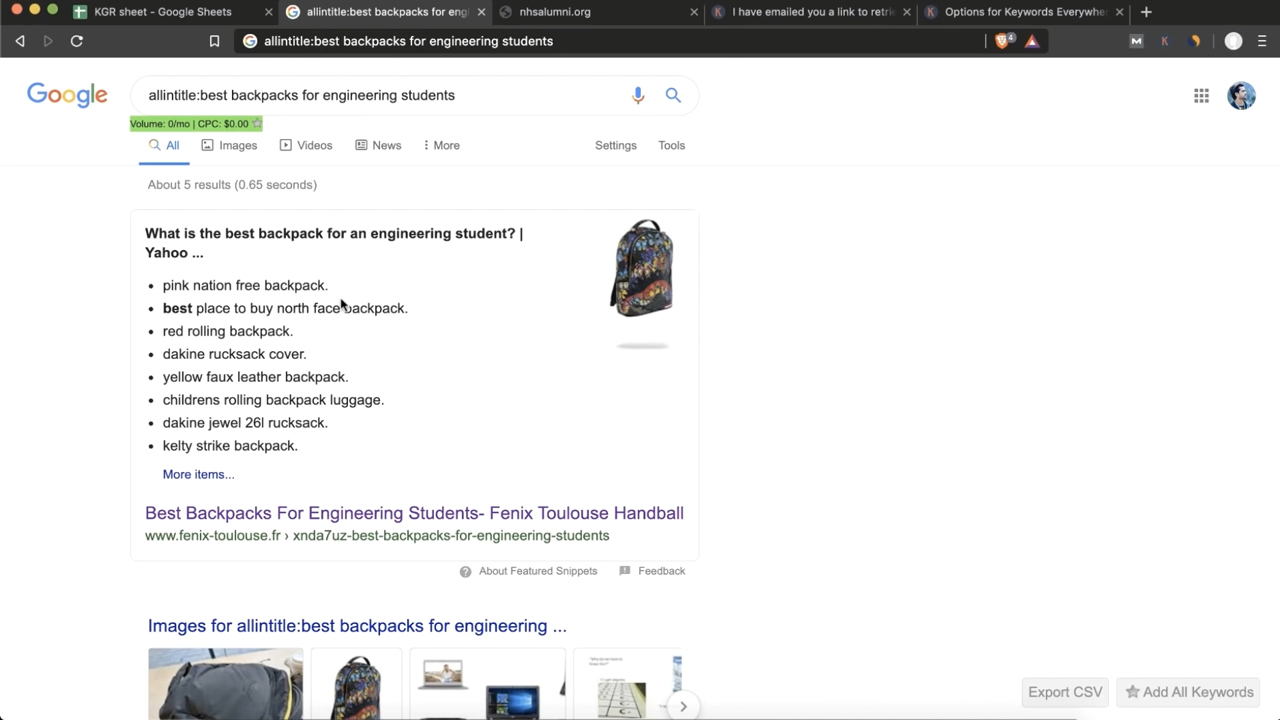 KGR sheet - Google Sheets
allintitle:best backpacks for eng
nhsalumni.org
I have emailed you a link to retri
Options for Keywords Everywhe
allintitle:best backpacks for engineering students
4
M
K
Google
allintitle:best backpacks for engineering students
Volume: 0/mo | CPC: $0.00
All
Images
Videos
News
More
Settings
Tools
About 5 results (0.65 seconds)
What is the best backpack for an engineering student? |
Yahoo ...
pink nation free backpack.
best place to buy north face backpack.
red rolling backpack.
dakine rucksack cover.
yellow faux leather backpack.
childrens rolling backpack luggage.
dakine jewel 26l rucksack.
kelty strike backpack.
More items...
Best Backpacks For Engineering Students- Fenix Toulouse Handball
www.fenix-toulouse.fr › xnda7uz-best-backpacks-for-engineering-students
About Featured Snippets
Feedback
Images for allintitle:best backpacks for engineering ...
Export CSV
Add All Keywords